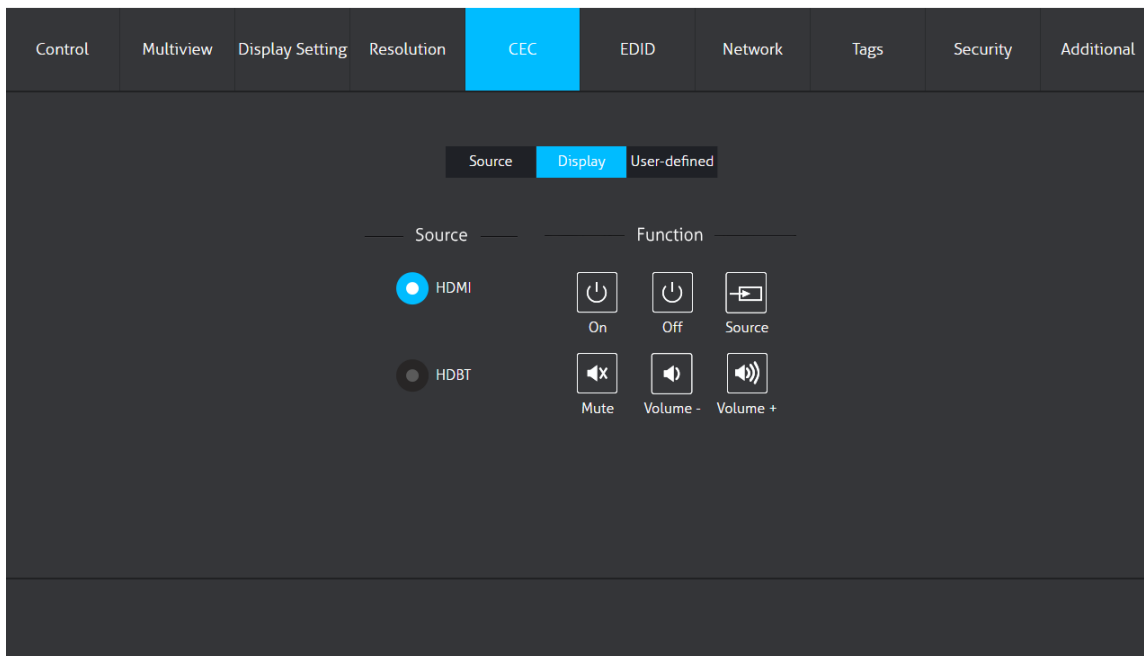 Control Multiview Display Setting Resolution CEC EDID Network Tags Security Additional
Source Display User-defined
Source Function
HDMI
On Off Source
HDBT
Mute Volume - Volume +